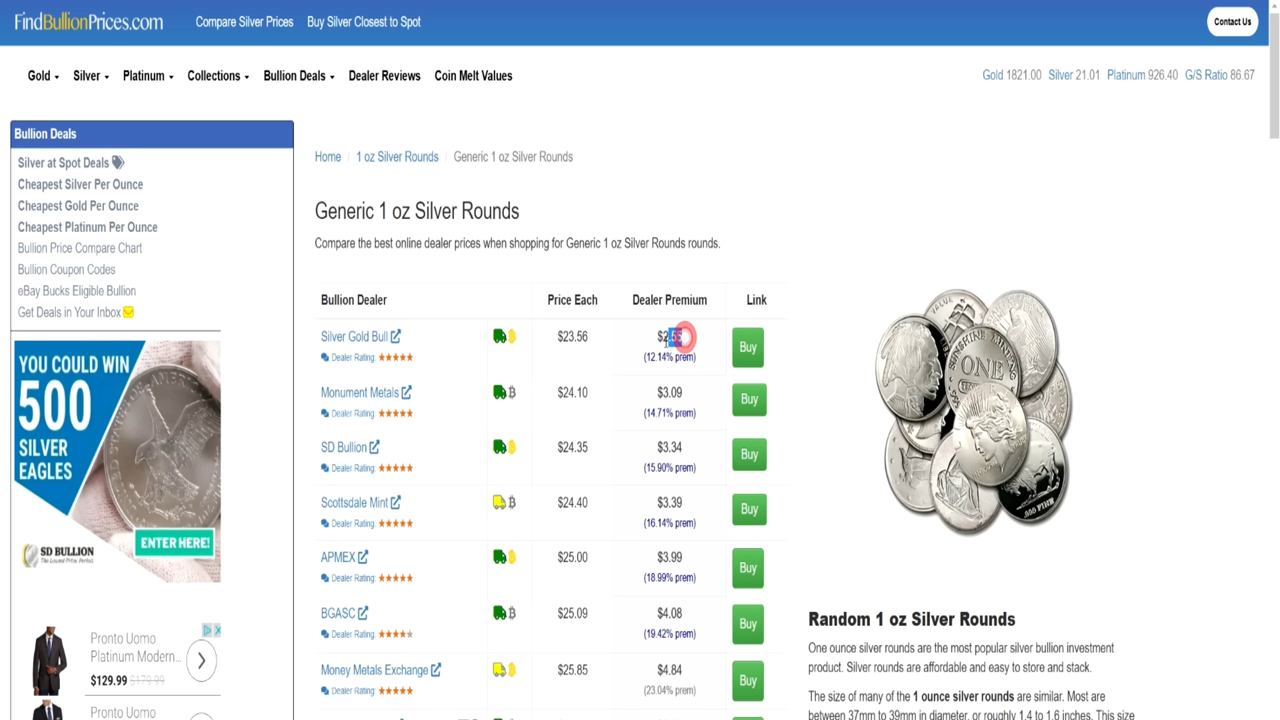 FindBullionPrices.com
Compare Silver Prices
Buy Silver Closest to Spot
Contact Us
Gold
Silver
Platinum
Collections
Bullion Deals
Dealer Reviews
Coin Melt Values
Gold 1821.00 Silver 21.01 Platinum 926.40 G/S Ratio 86.67
Bullion Deals
Silver at Spot Deals
Cheapest Silver Per Ounce
Cheapest Gold Per Ounce
Cheapest Platinum Per Ounce
Bullion Price Compare Chart
Bullion Coupon Codes
eBay Bucks Eligible Bullion
Get Deals in Your Inbox
YOU COULD WIN
500
SILVER
EAGLES
SD BULLION
The Lowest Price. Period.
ENTER HERE!
Pronto Uomo
Platinum Modern...
$129.99 $179.99
Pronto Uomo
Home / 1 oz Silver Rounds / Generic 1 oz Silver Rounds
Generic 1 oz Silver Rounds
Compare the best online dealer prices when shopping for Generic 1 oz Silver Rounds rounds.
Bullion Dealer Price Each Dealer Premium Link
Silver Gold Bull $23.56 Buy
Dealer Rating: (12.14% prem)
Monument Metals $24.10 $3.09 Buy
Dealer Rating: (14.71% prem)
SD Bullion $24.35 $3.34 Buy
Dealer Rating: (15.90% prem)
Scottsdale Mint $24.40 $3.39 Buy
Dealer Rating: (16.14% prem)
APMEX $25.00 $3.99 Buy
Dealer Rating: (18.99% prem)
BGASC $25.09 $4.08 Buy
Dealer Rating: (19.42% prem)
Money Metals Exchange $25.85 $4.84 Buy
Dealer Rating: (23.04% prem)
SUNSHINE MINTING
ONE
.999 FINE
Random 1 oz Silver Rounds
One ounce silver rounds are the most popular silver bullion investment
product. Silver rounds are affordable and easy to store and stack.
The size of many of the 1 ounce silver rounds are similar. Most are
between 37mm to 39mm in diameter, or roughly 1.4 to 1.6 inches. This size